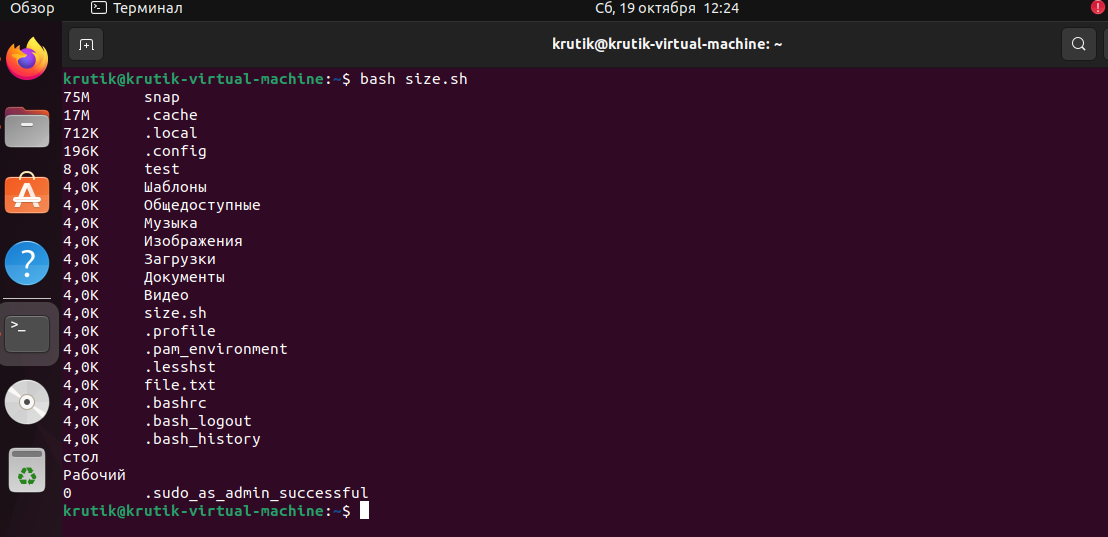 Обзор Терминал Сб, 19 октября 12:24
krutik@krutik-virtual-machine: ~
krutik@krutik-virtual-machine:~$ bash size.sh
75M snap
17M .cache
712K .local
196K .config
8,0K test
4,0K Шаблоны
4,0K Общедоступные
4,0K Музыка
4,0K Изображения
4,0K Загрузки
4,0K Документы
4,0K Видео
4,0K size.sh
4,0K .profile
4,0K .pam_environment
4,0K .lesshst
4,0K file.txt
4,0K .bashrc
4,0K .bash_logout
4,0K .bash_history
стол
Рабочий
0 .sudo_as_admin_successful
krutik@krutik-virtual-machine:~$